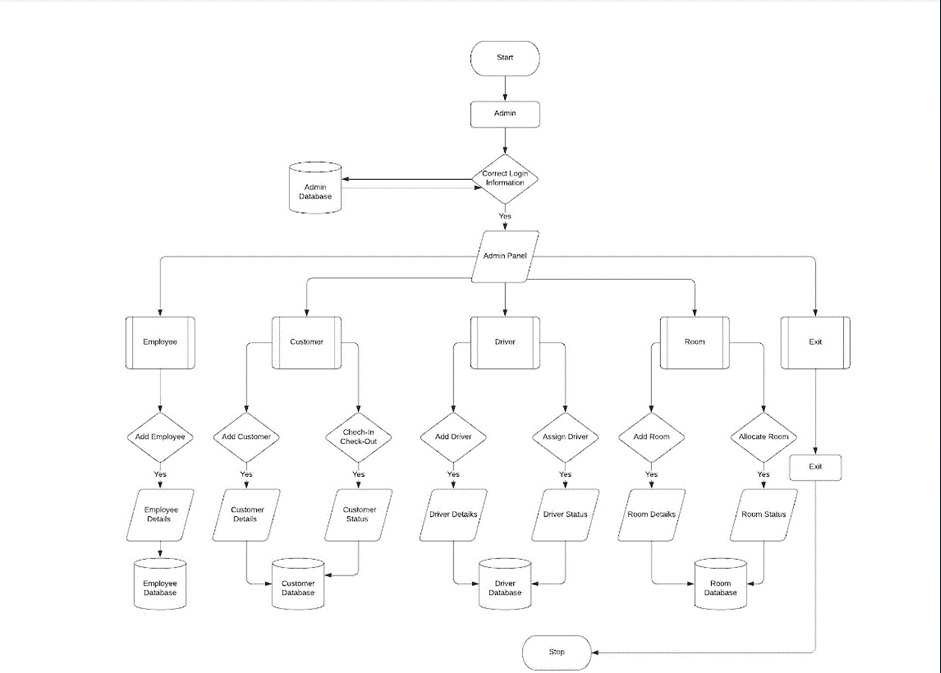 Start
Admin
Correct Login
Information
Admin
Database
Yes
Admin Panel
Employee
Customer
Driver
Room
Exit
Add Employee
Add Customer
Chech-In
Check-Out
Add Driver
Assign Driver
Add Room
Allocate Room
Exit
Yes
Yes
Yes
Yes
Yes
Yes
Yes
Employee
Details
Customer
Details
Customer
Status
Driver Detaiks
Driver Status
Room Detaiks
Room Status
Employee
Database
Customer
Database
Driver
Database
Room
Database
Stop